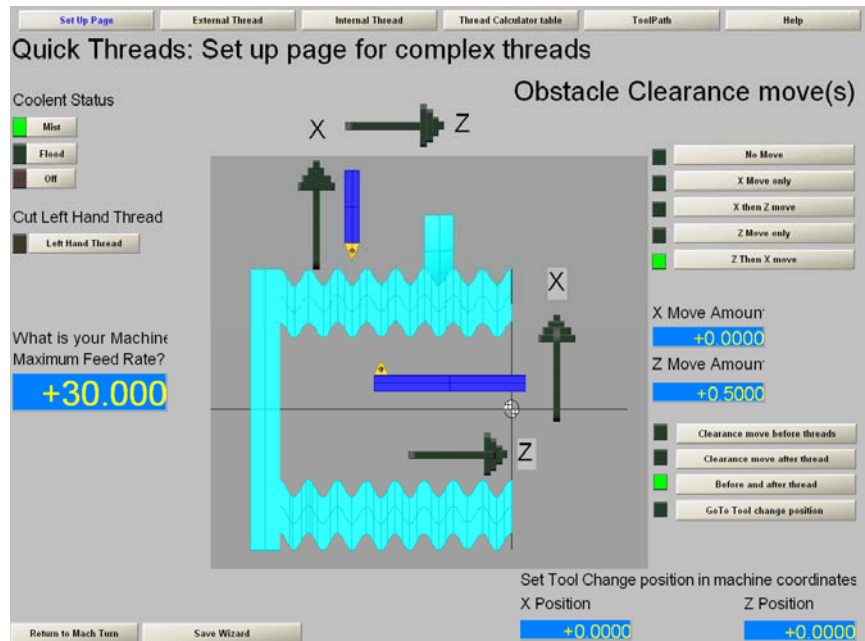 Set Up Page
External Thread
Internal Thread
Thread Calculator table
ToolPath
Help
Quick Threads: Set up page for complex threads
Obstacle Clearance move(s)
Coolent Status
Mist
Flood
Off
Cut Left Hand Thread
Left Hand Thread
What is your Machine
Maximum Feed Rate?
+30.000
X
Z
X
Z
No Move
X Move only
X then Z move
Z Move only
Z Then X move
X Move Amount
+0.0000
Z Move Amount
+0.5000
Clearance move before threads
Clearance move after thread
Before and after thread
GoTo Tool change position
Set Tool Change position in machine coordinates
X Position
Z Position
+0.0000
+0.0000
Return to Mach Turn
Save Wizard